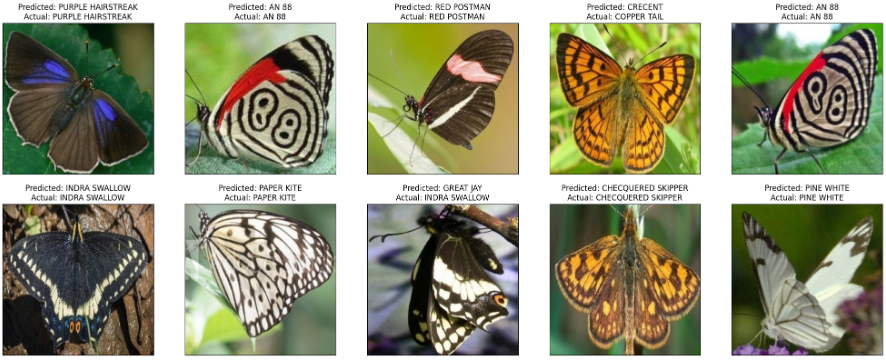 Predicted: PURPLE HAIRSTREAK
Actual: PURPLE HAIRSTREAK
Predicted: AN 88
Actual: AN 88
Predicted: RED POSTMAN
Actual: RED POSTMAN
Predicted: CRECENT
Actual: COPPER TAIL
Predicted: AN 88
Actual: AN 88
Predicted: INDRA SWALLOW
Actual: INDRA SWALLOW
Predicted: PAPER KITE
Actual: PAPER KITE
Predicted: GREAT JAY
Actual: INDRA SWALLOW
Predicted: CHECQUERED SKIPPER
Actual: CHECQUERED SKIPPER
Predicted: PINE WHITE
Actual: PINE WHITE